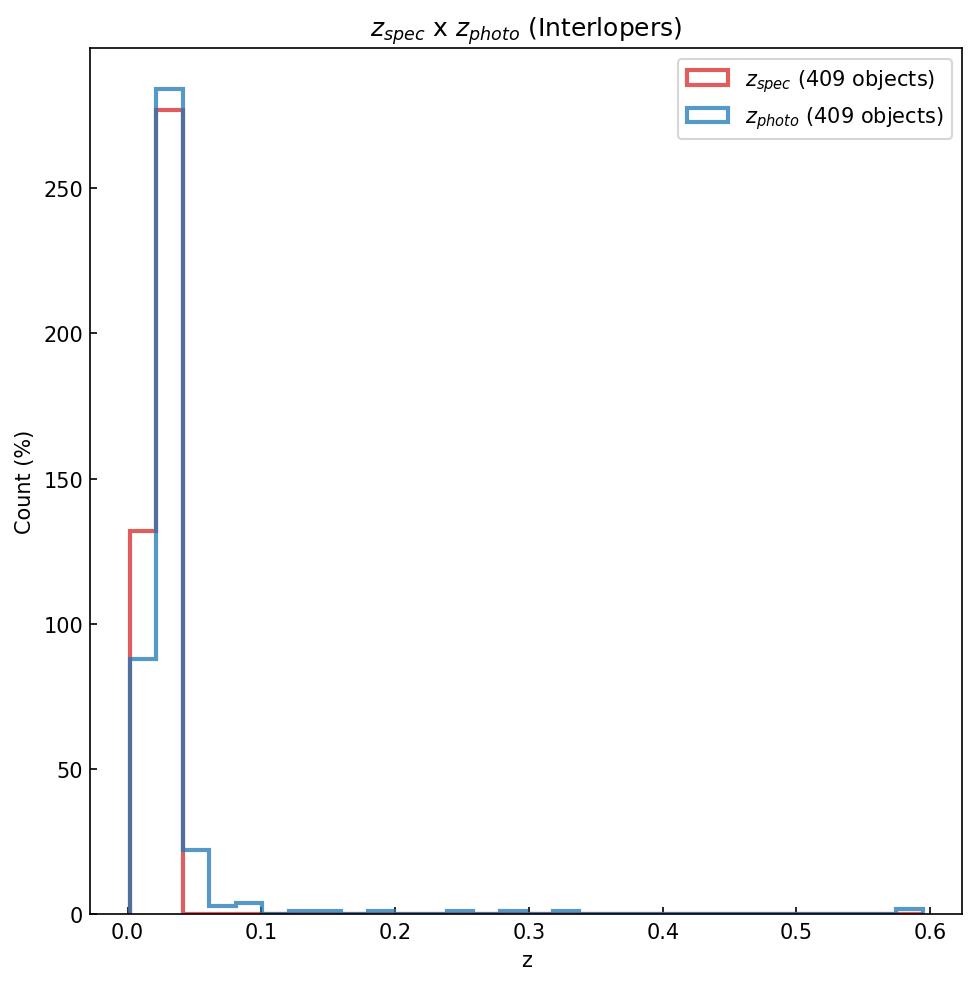 z_spec x z_photo (Interlopers)
z_spec (409 objects)
z_photo (409 objects)
Count (%)
250
200
150
100
50
0
0.0 0.1 0.2 0.3 0.4 0.5 0.6
z